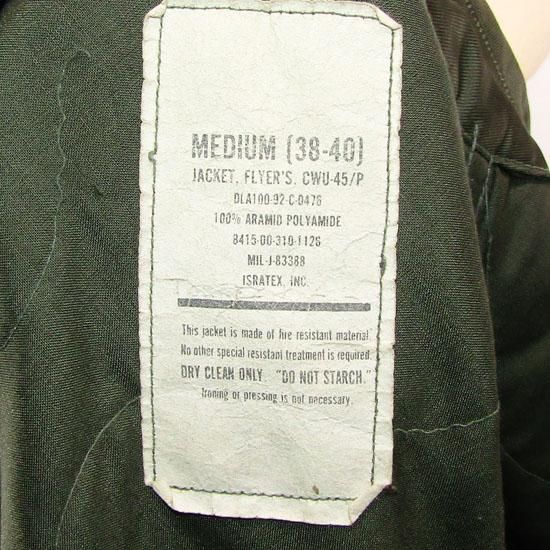 MEDIUM (38-40)
JACKET, FLYER'S, CWU-45/P
DLA100-92-C-0476
100% ARAMID POLYAMIDE
8415-00-310-1126
MIL-J-83388
ISRATEX, INC.
This jacket is made of fire resistant material.
No other special resistant treatment is required.
DRY CLEAN ONLY. "DO NOT STARCH."
Ironing or pressing is not necessary.